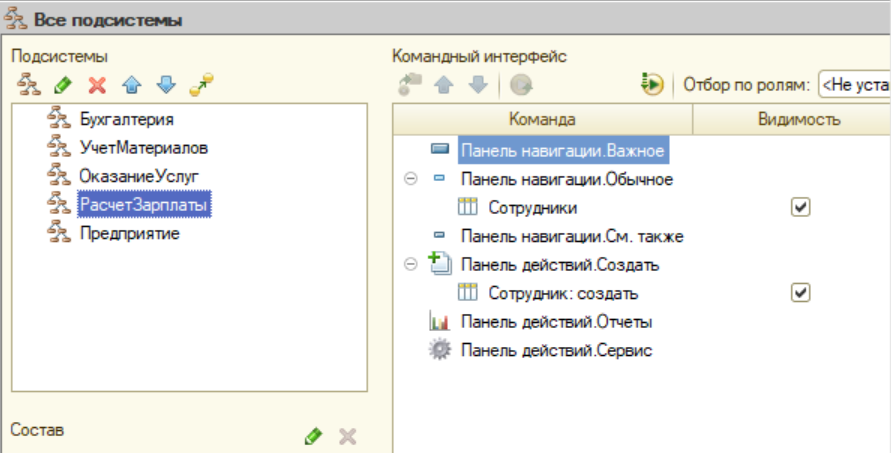 Все подсистемы
Подсистемы
Бухгалтерия
УчетМатериалов
ОказаниеУслуг
РасчетЗарплаты
Предприятие
Состав
Командный интерфейс
Отбор по ролям: <Не уста
Команда Видимость
Панель навигации.Важное
Панель навигации.Обычное
Сотрудники
Панель навигации.См. также
Панель действий.Создать
Сотрудник: создать
Панель действий.Отчеты
Панель действий.Сервис